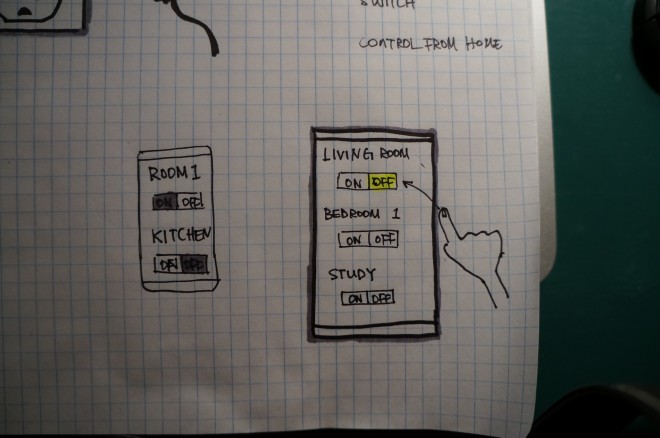 SWITCH
CONTROL FROM HOME
ROOM 1
ON OFF
KITCHEN
ON OFF
LIVING ROOM
ON OFF
BEDROOM 1
ON OFF
STUDY
ON OFF